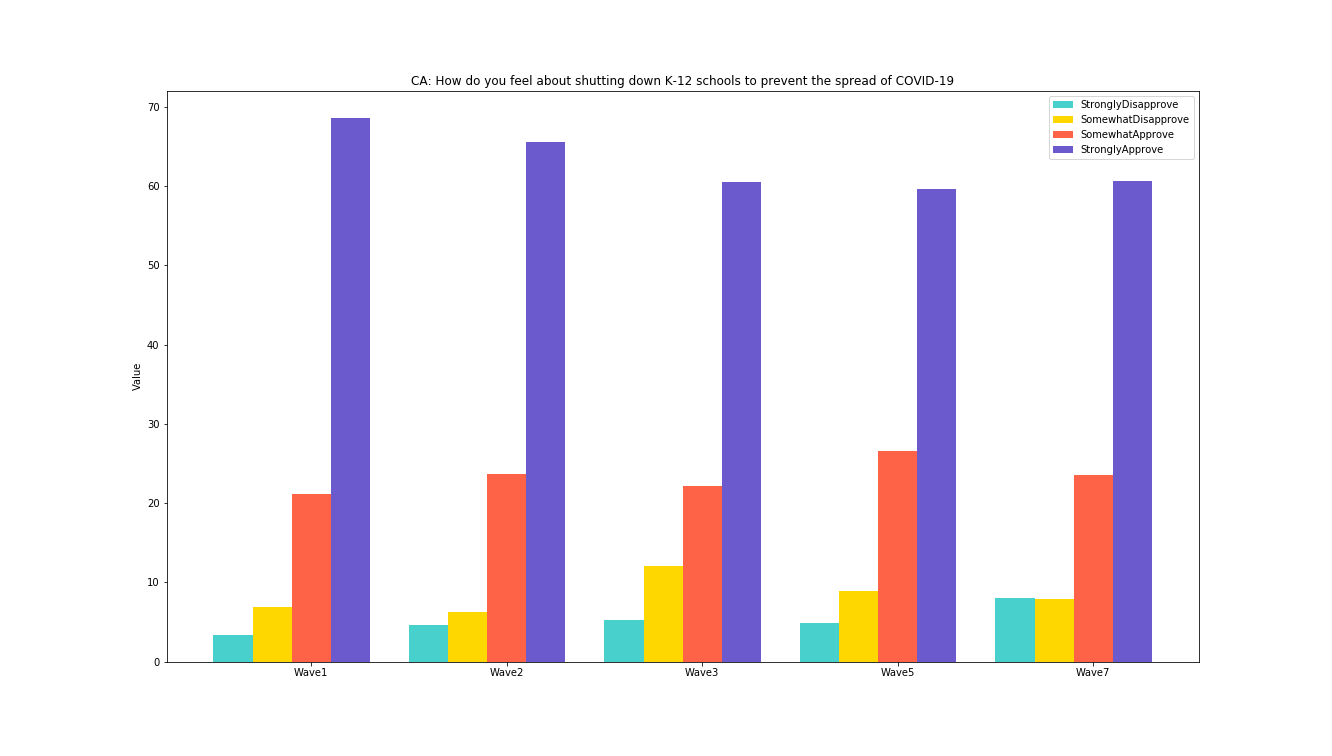 CA: How do you feel about shutting down K-12 schools to prevent the spread of COVID-19
StronglyDisapprove
SomewhatDisapprove
SomewhatApprove
StronglyApprove
70
60
50
40
30
20
10
0
Value
Wave1 Wave2 Wave3 Wave5 Wave7